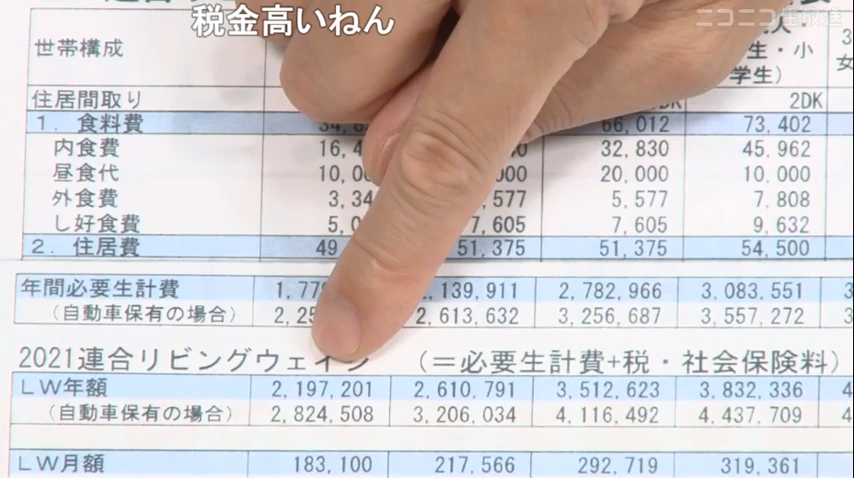 ニコニコ生放送
税金高いねん
世帯構成
生・小
学生）
住居間取り 2DK
1．食料費 66,012 73,402
内食費 32,830 45,962
昼食代 20,000 10,000
外食費 5,577 7,808
し好食費 7,605 7,605 9,632
2．住居費 51,375 51,375 54,500
年間必要生計費 2,782,966 3,083,551
（自動車保有の場合） 2,613,632 3,256,687 3,557,272
2021連合リビングウェイジ （＝必要生計費+税・社会保険料）
LW年額 2,197,201 2,610,791 3,512,623 3,832,336
（自動車保有の場合） 2,824,508 3,206,034 4,116,492 4,437,709
LW月額 183,100 217,566 292,719 319,361